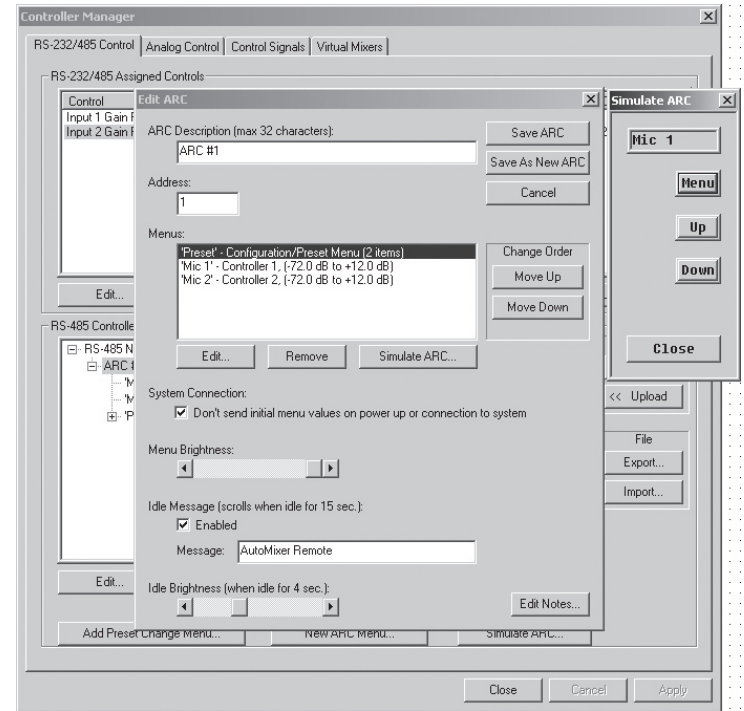 Controller Manager
RS-232/485 Control
Analog Control
Control Signals
Virtual Mixers
RS-232/485 Assigned Controls
Control
Input 1 Gain
Input 2 Gain
Edit...
RS-485
RS-485
ARC
Edit...
Add Preset Change Menu...
New ARC Menu...
Simulate ARC...
<< Upload
File
Export...
Import...
Close
Cancel
Apply
Edit ARC
ARC Description (max 32 characters):
ARC #1
Save ARC
Save As New ARC
Cancel
Address:
1
Menus:
'Preset' - Configuration/Preset Menu (2 items)
'Mic 1' - Controller 1, (-72.0 dB to +12.0 dB)
'Mic 2' - Controller 2, (-72.0 dB to +12.0 dB)
Change Order
Move Up
Move Down
Edit...
Remove
Simulate ARC...
System Connection:
Don't send initial menu values on power up or connection to system
Menu Brightness:
Idle Message (scrolls when idle for 15 sec.):
Enabled
Message:
AutoMixer Remote
Idle Brightness (when idle for 4 sec.):
Edit Notes...
Simulate ARC
Mic 1
Menu
Up
Down
Close